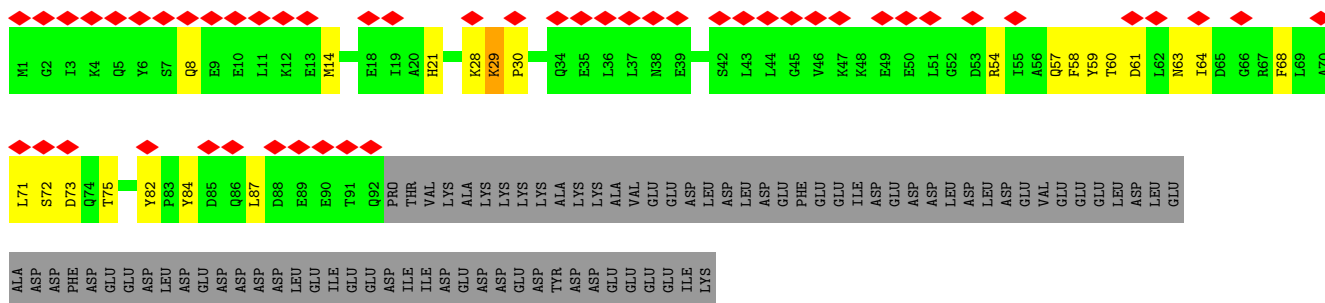 M1 G2 I3 K4 Q5 Y6 S7 Q8 E9 E10 L11 K12 E13 M14 E18 I19 A20 H21 K28 K29 P30 Q34 E35 L36 L37 N38 E39 S42 L43 L44 G45 V46 K47 K48 E49 E50 L51 G52 D53 R54 I55 A56 Q57 F58 Y59 T60 D61 L62 N63 I64 D65 G66 R67 F68 L69 A70
L71 S72 D73 Q74 T75 Y82 P83 Y84 D85 Q86 L87 D88 E89 E90 T91 Q92 PRO THR VAL LYS ALA LYS LYS LYS LYS ALA LYS LYS ALA VAL GLU GLU ASP LEU ASP LEU ASP GLU PHE GLU GLU ILE ASP GLU ASP ASP LEU ASP LEU ASP GLU VAL GLU GLU GLU LEU ASP LEU GLU
ALA ASP ASP PHE ASP GLU GLU ASP LEU ASP GLU ASP ASP ASP ASP LEU GLU ILE GLU GLU ASP ILE ILE ASP GLU ASP ASP GLU ASP TYR ASP ASP GLU GLU GLU GLU ILE LYS